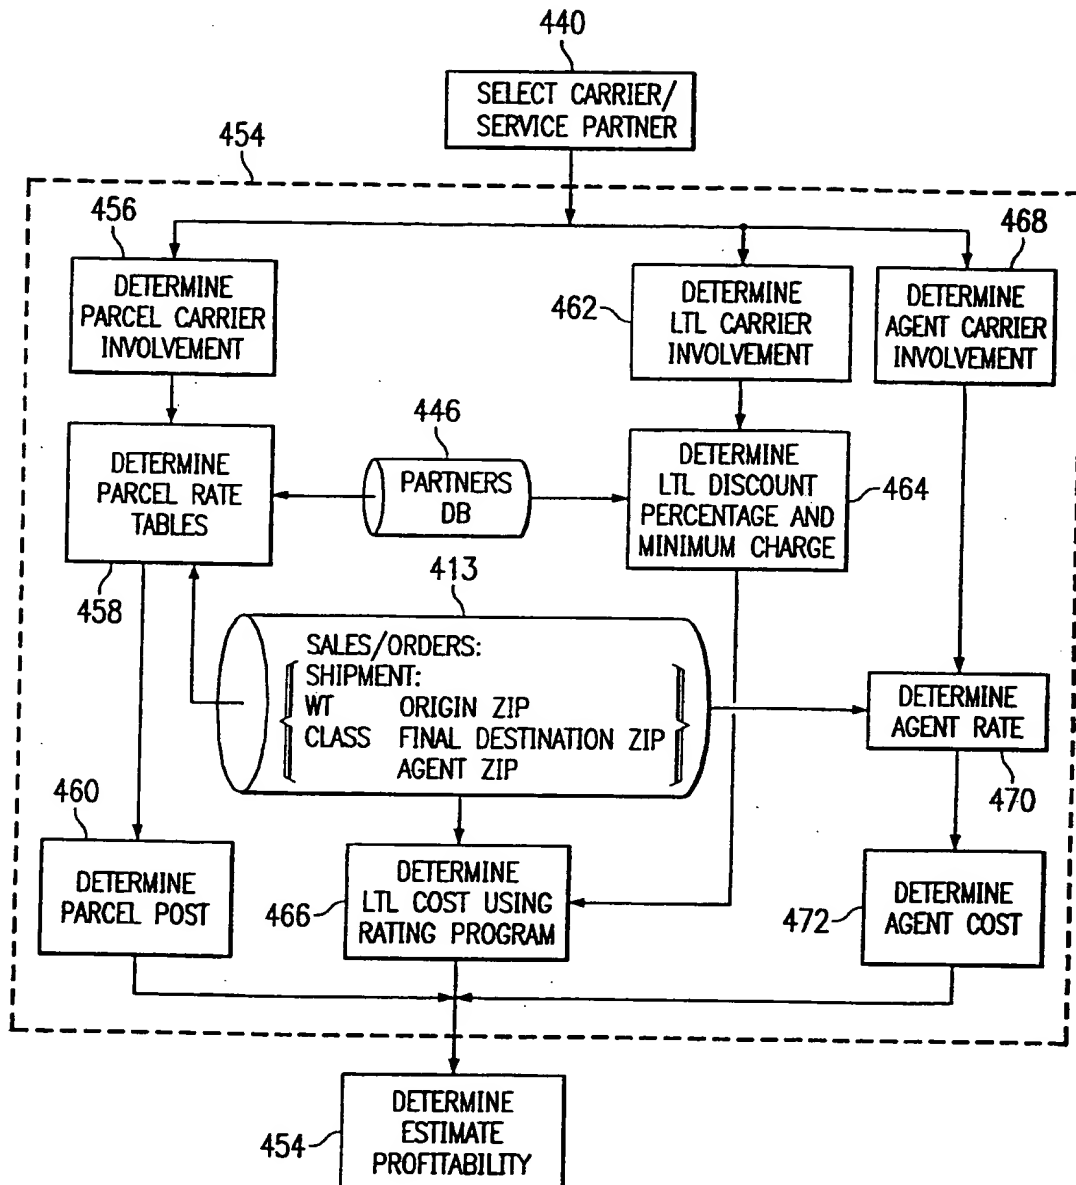 440
SELECT CARRIER/
SERVICE PARTNER
454
456
DETERMINE
PARCEL CARRIER
INVOLVEMENT
462
DETERMINE
LTL CARRIER
INVOLVEMENT
468
DETERMINE
AGENT CARRIER
INVOLVEMENT
DETERMINE
PARCEL RATE
TABLES
458
446
PARTNERS
DB
DETERMINE
LTL DISCOUNT
PERCENTAGE AND
MINIMUM CHARGE
464
413
SALES/ORDERS:
SHIPMENT:
WT ORIGIN ZIP
CLASS FINAL DESTINATION ZIP
AGENT ZIP
DETERMINE
AGENT RATE
470
460
DETERMINE
PARCEL POST
466
DETERMINE
LTL COST USING
RATING PROGRAM
472
DETERMINE
AGENT COST
454
DETERMINE
ESTIMATE
PROFITABILITY